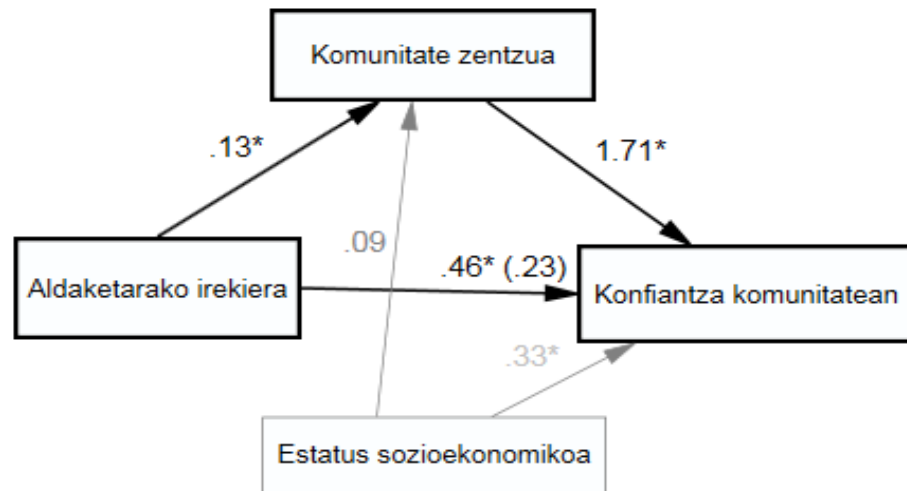 Komunitate zentzua
.13*
1.71*
.09
Aldaketarako irekiera
.46* (.23)
Konfiantza komunitatean
.33*
Estatus sozioekonomikoa